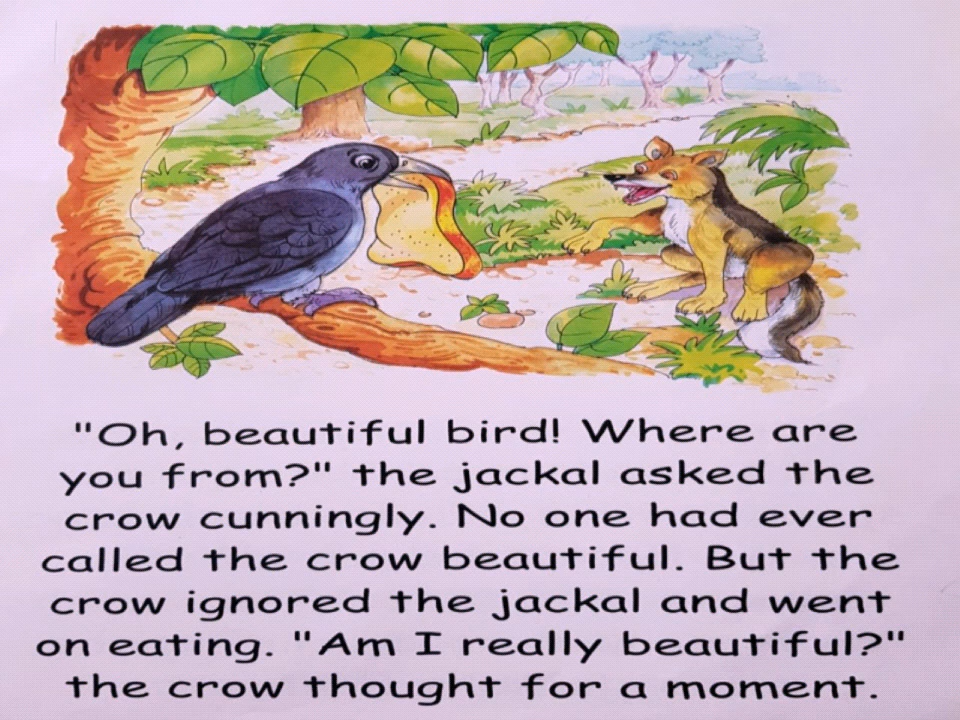 "Oh, beautiful bird! Where are
you from?" the jackal asked the
crow cunningly. No one had ever
called the crow beautiful. But the
crow ignored the jackal and went
on eating. "Am I really beautiful?"
the crow thought for a moment.